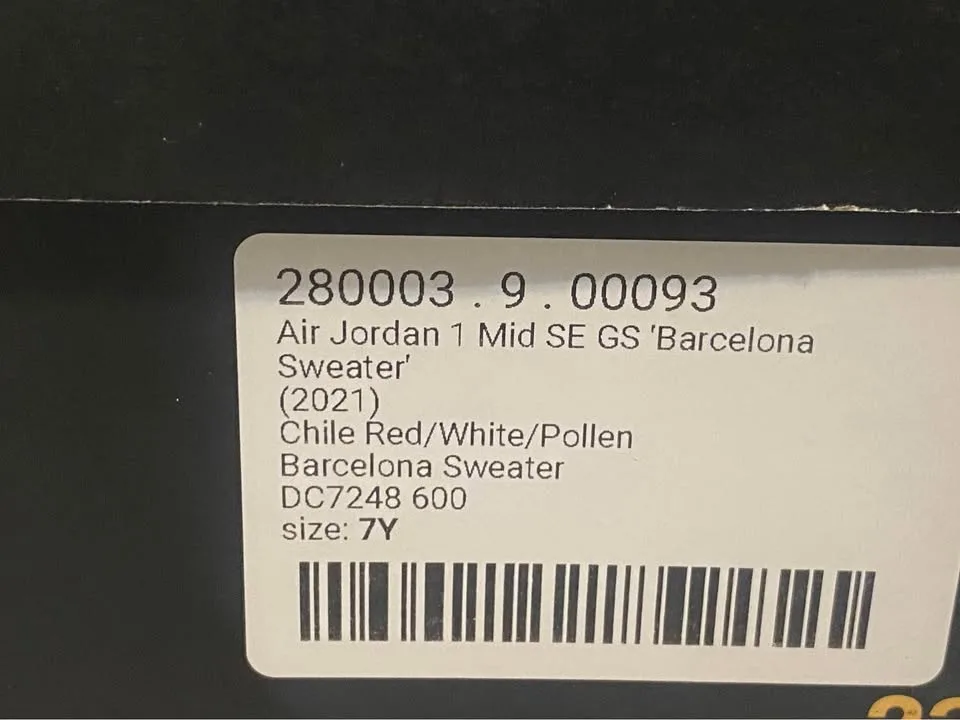 280003 . 9 . 00093
Air Jordan 1 Mid SE GS 'Barcelona
Sweater'
(2021)
Chile Red/White/Pollen
Barcelona Sweater
DC7248 600
size: 7Y